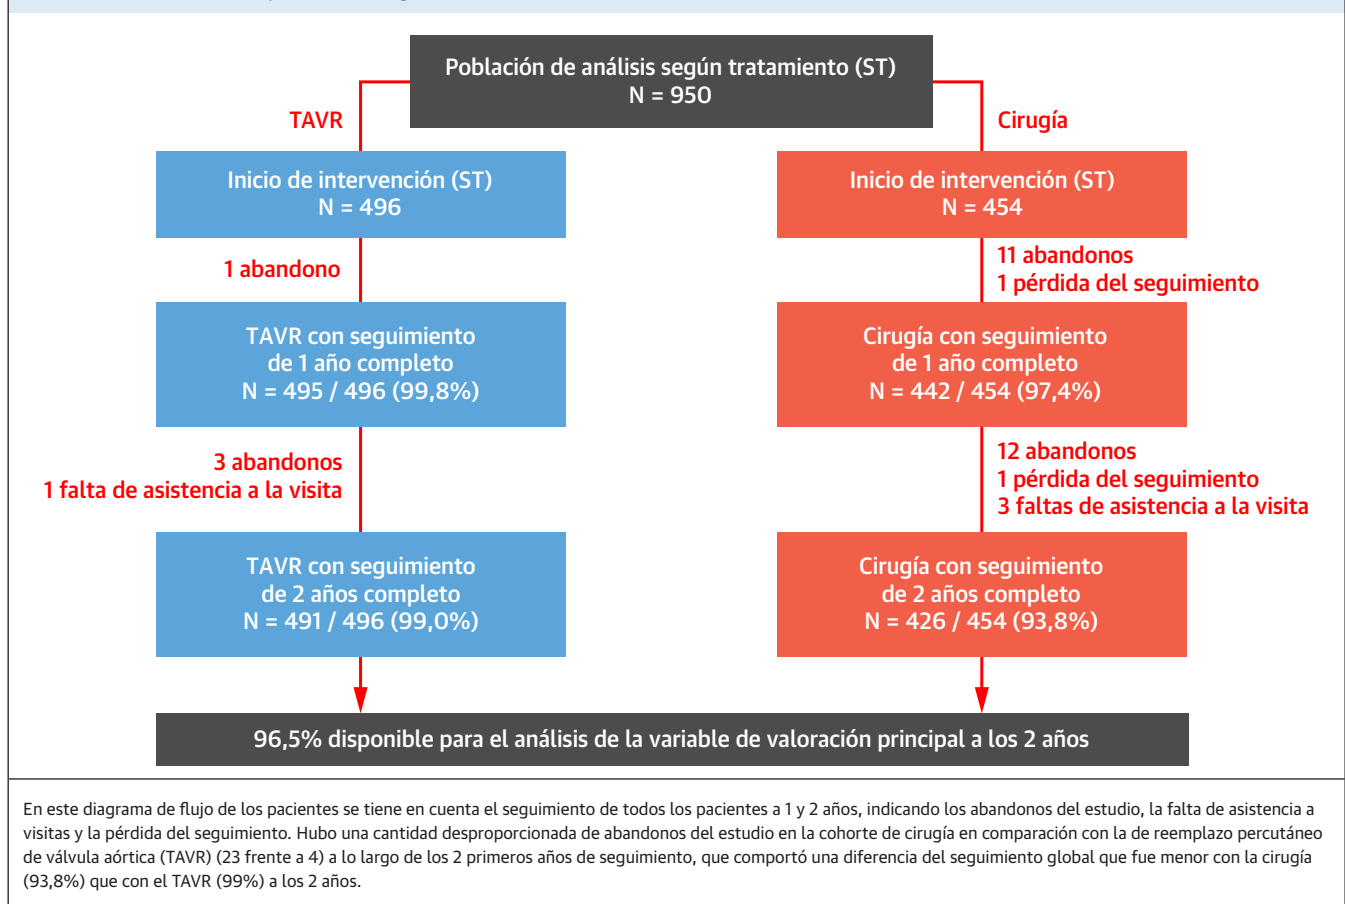 Población de análisis según tratamiento (ST)
N = 950
TAVR
Cirugía
Inicio de intervención (ST)
N = 496
Inicio de intervención (ST)
N = 454
1 abandono
11 abandonos
1 pérdida del seguimiento
TAVR con seguimiento
de 1 año completo
N = 495 / 496 (99,8%)
Cirugía con seguimiento
de 1 año completo
N = 442 / 454 (97,4%)
3 abandonos
1 falta de asistencia a la visita
12 abandonos
1 pérdida del seguimiento
3 faltas de asistencia a la visita
TAVR con seguimiento
de 2 años completo
N = 491 / 496 (99,0%)
Cirugía con seguimiento
de 2 años completo
N = 426 / 454 (93,8%)
96,5% disponible para el análisis de la variable de valoración principal a los 2 años
En este diagrama de flujo de los pacientes se tiene en cuenta el seguimiento de todos los pacientes a 1 y 2 años, indicando los abandonos del estudio, la falta de asistencia a
visitas y la pérdida del seguimiento. Hubo una cantidad desproporcionada de abandonos del estudio en la cohorte de cirugía en comparación con la de reemplazo percutáneo
de válvula aórtica (TAVR) (23 frente a 4) a lo largo de los 2 primeros años de seguimiento, que comportó una diferencia del seguimiento global que fue menor con la cirugía
(93,8%) que con el TAVR (99%) a los 2 años.